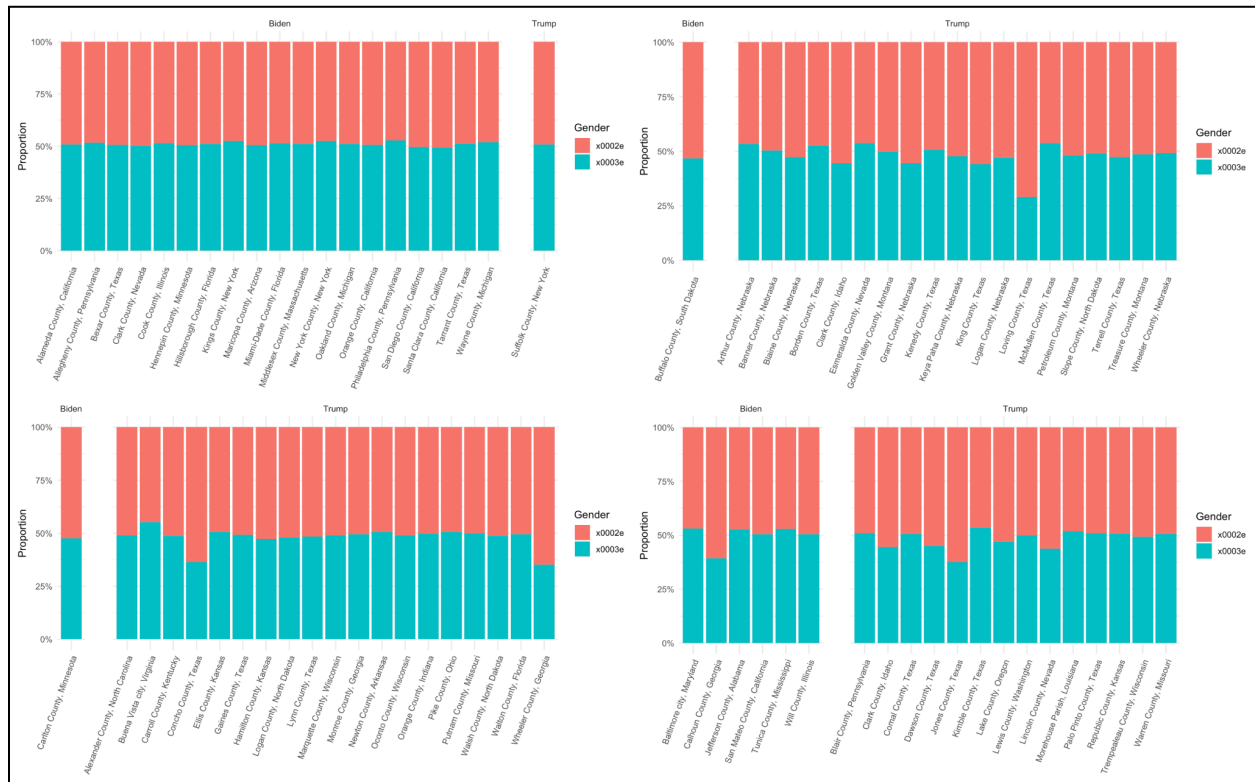 Biden
Trump
100%
75%
50%
25%
0%
Proportion
Alameda County, California
Allegheny County, Pennsylvania
Bexar County, Texas
Clark County, Nevada
Cook County, Illinois
Hennepin County, Minnesota
Hillsborough County, Florida
Kings County, New York
Maricopa County, Arizona
Miami-Dade County, Florida
Middlesex County, Massachusetts
New York County, New York
Oakland County, Michigan
Orange County, California
Philadelphia County, Pennsylvania
San Diego County, California
Santa Clara County, California
Tarrant County, Texas
Wayne County, Michigan
Suffolk County, New York
Gender
x0002e
x0003e
Biden
Trump
100%
75%
50%
25%
0%
Proportion
Buffalo County, South Dakota
Arthur County, Nebraska
Banner County, Nebraska
Blaine County, Nebraska
Borden County, Texas
Clark County, Idaho
Esmeralda County, Nevada
Golden Valley County, Montana
Grant County, Nebraska
Kenedy County, Texas
Keya Paha County, Nebraska
King County, Texas
Logan County, Nebraska
Loving County, Texas
McMullen County, Texas
Petroleum County, Montana
Slope County, North Dakota
Terrell County, Texas
Treasure County, Montana
Wheeler County, Nebraska
Gender
x0002e
x0003e
Biden
Trump
100%
75%
50%
25%
0%
Proportion
Carlton County, Minnesota
Alexander County, North Carolina
Buena Vista city, Virginia
Carroll County, Kentucky
Concho County, Texas
Ellis County, Kansas
Gaines County, Texas
Hamilton County, Kansas
Logan County, North Dakota
Lynn County, Texas
Marquette County, Wisconsin
Monroe County, Georgia
Newton County, Arkansas
Oconto County, Wisconsin
Orange County, Indiana
Pike County, Ohio
Putnam County, Missouri
Walsh County, North Dakota
Walton County, Florida
Wheeler County, Georgia
Gender
x0002e
x0003e
Biden
Trump
100%
75%
50%
25%
0%
Proportion
Baltimore city, Maryland
Calhoun County, Georgia
Jefferson County, Alabama
San Mateo County, California
Tunica County, Mississippi
Will County, Illinois
Blair County, Pennsylvania
Clark County, Idaho
Comal County, Texas
Dawson County, Texas
Jones County, Texas
Kimble County, Texas
Lake County, Oregon
Lewis County, Washington
Lincoln County, Nevada
Morehouse Parish, Louisiana
Palo Pinto County, Texas
Republic County, Kansas
Trempealeau County, Wisconsin
Warren County, Missouri
Gender
x0002e
x0003e